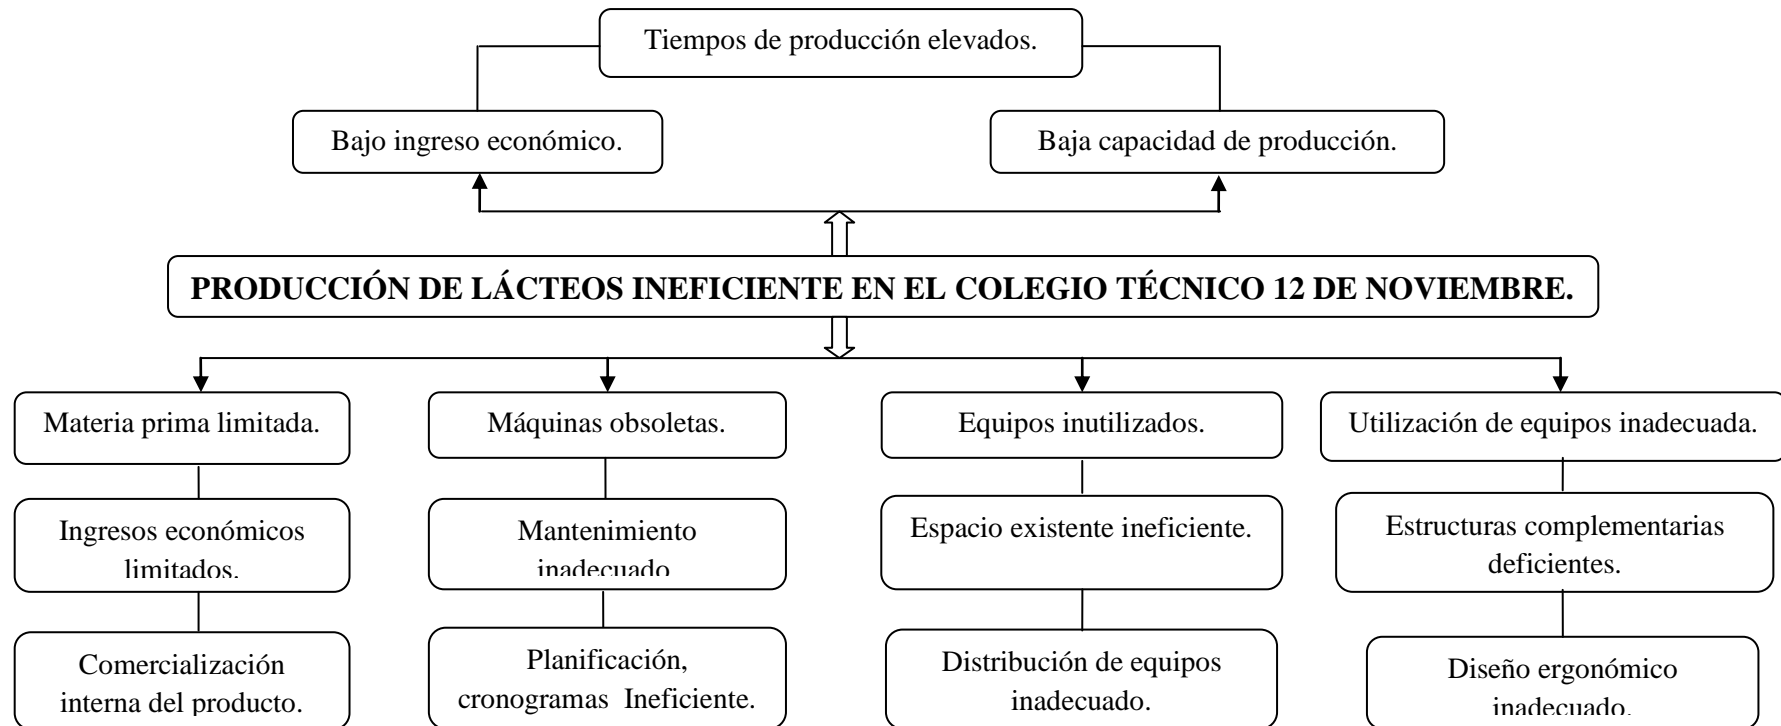 Tiempos de producción elevados.
Bajo ingreso económico.
Baja capacidad de producción.
PRODUCCIÓN DE LÁCTEOS INEFICIENTE EN EL COLEGIO TÉCNICO 12 DE NOVIEMBRE.
Materia prima limitada.
Máquinas obsoletas.
Equipos inutilizados.
Utilización de equipos inadecuada.
Ingresos económicos
limitados.
Mantenimiento
inadecuado
Espacio existente ineficiente.
Estructuras complementarias
deficientes.
Comercialización
interna del producto.
Planificación,
cronogramas Ineficiente.
Distribución de equipos
inadecuado.
Diseño ergonómico
inadecuado.